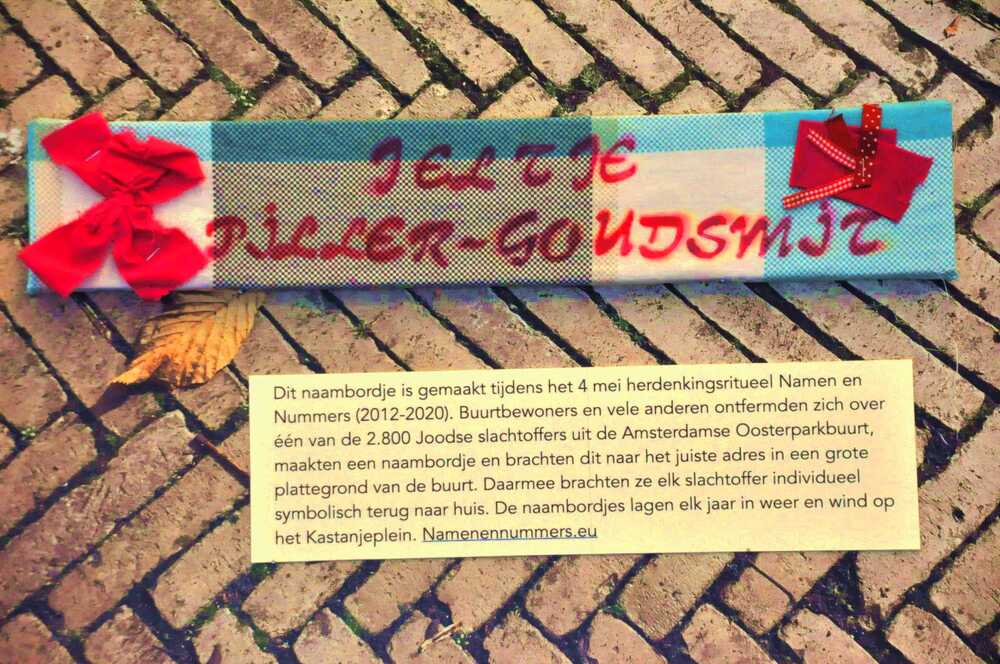 JELTJE
PILLER-GOUDSMIT
Dit naambordje is gemaakt tijdens het 4 mei herdenkingsritueel Namen en
Nummers (2012-2020). Buurtbewoners en vele anderen ontfermden zich over
één van de 2.800 Joodse slachtoffers uit de Amsterdamse Oosterparkbuurt,
maakten een naambordje en brachten dit naar het juiste adres in een grote
plattegrond van de buurt. Daarmee brachten ze elk slachtoffer individueel
symbolisch terug naar huis. De naambordjes lagen elk jaar in weer en wind op
het Kastanjeplein. Namenennummers.eu